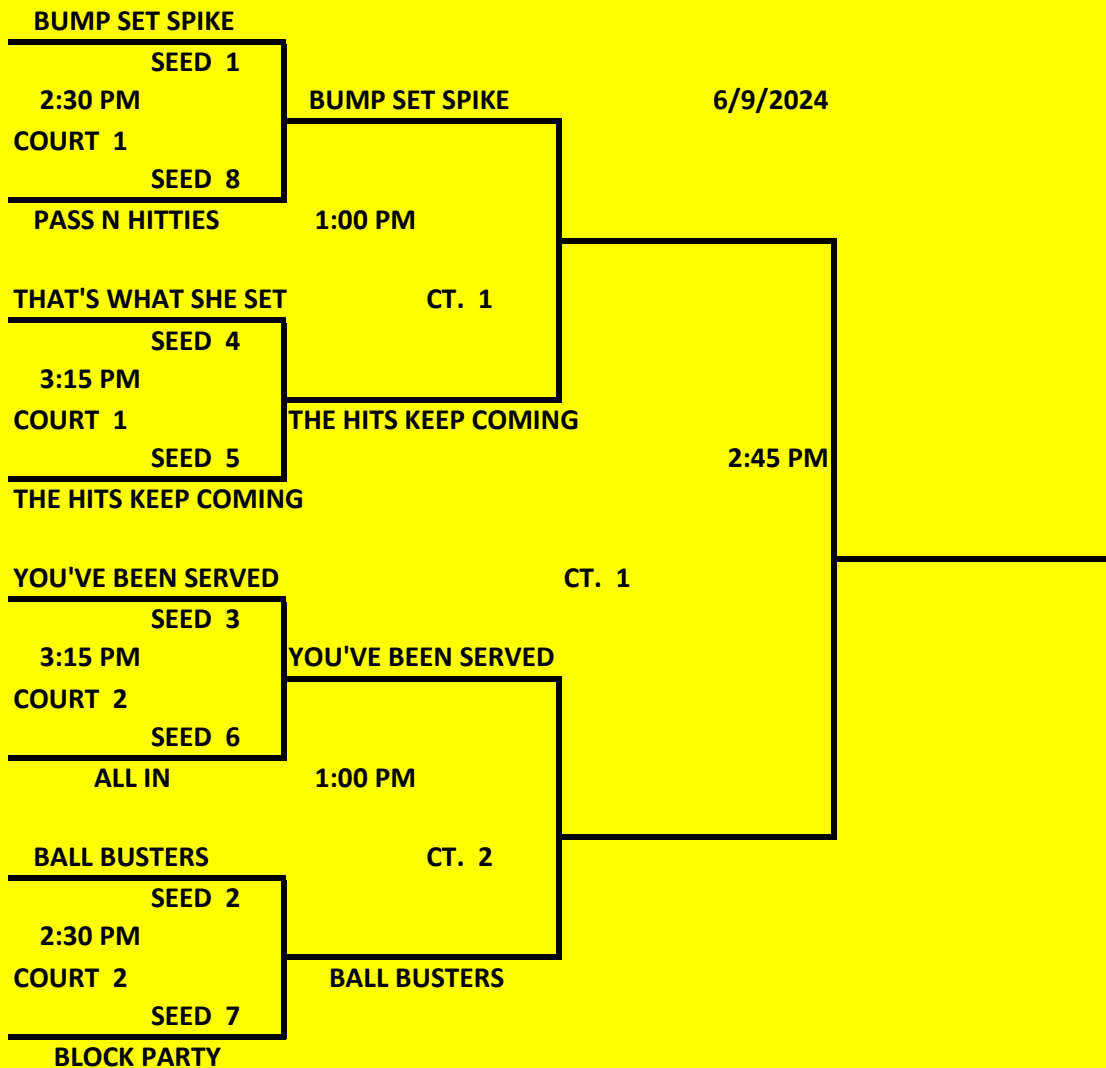 BUMP SET SPIKE
SEED 1
2:30 PM
BUMP SET SPIKE
6/9/2024
COURT 1
SEED 8
PASS N HITTIES
1:00 PM
THAT'S WHAT SHE SET
CT. 1
SEED 4
3:15 PM
COURT 1
THE HITS KEEP COMING
SEED 5
2:45 PM
THE HITS KEEP COMING
YOU'VE BEEN SERVED
CT. 1
SEED 3
3:15 PM
YOU'VE BEEN SERVED
COURT 2
SEED 6
ALL IN
1:00 PM
BALL BUSTERS
CT. 2
SEED 2
2:30 PM
COURT 2
BALL BUSTERS
SEED 7
BLOCK PARTY